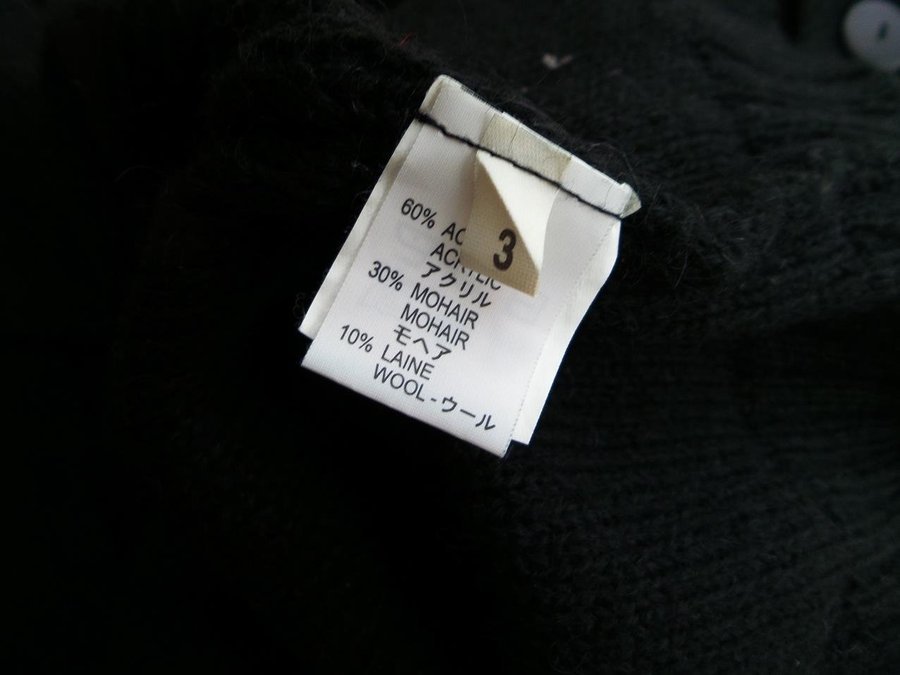 3
60% AC
ACRYLIC
アクリル
30% MOHAIR
MOHAIR
モヘア
10% LAINE
WOOL - ウール